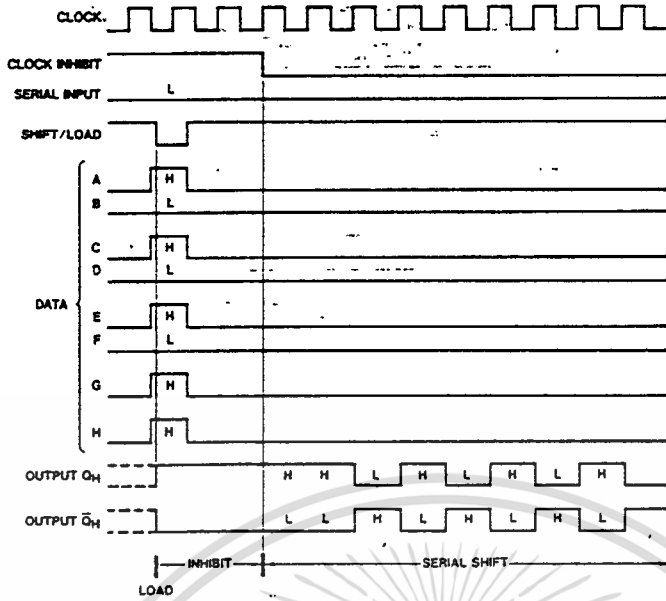 CLOCK.
CLOCK INHIBIT
SERIAL INPUT L
SHIFT/LOAD
A H
B L
C H
D L
DATA
E H
F L
G H
H H
OUTPUT QH H H L H L H L H
OUTPUT Q̅H L L H L H L H L
INHIBIT SERIAL SHIFT
LOAD